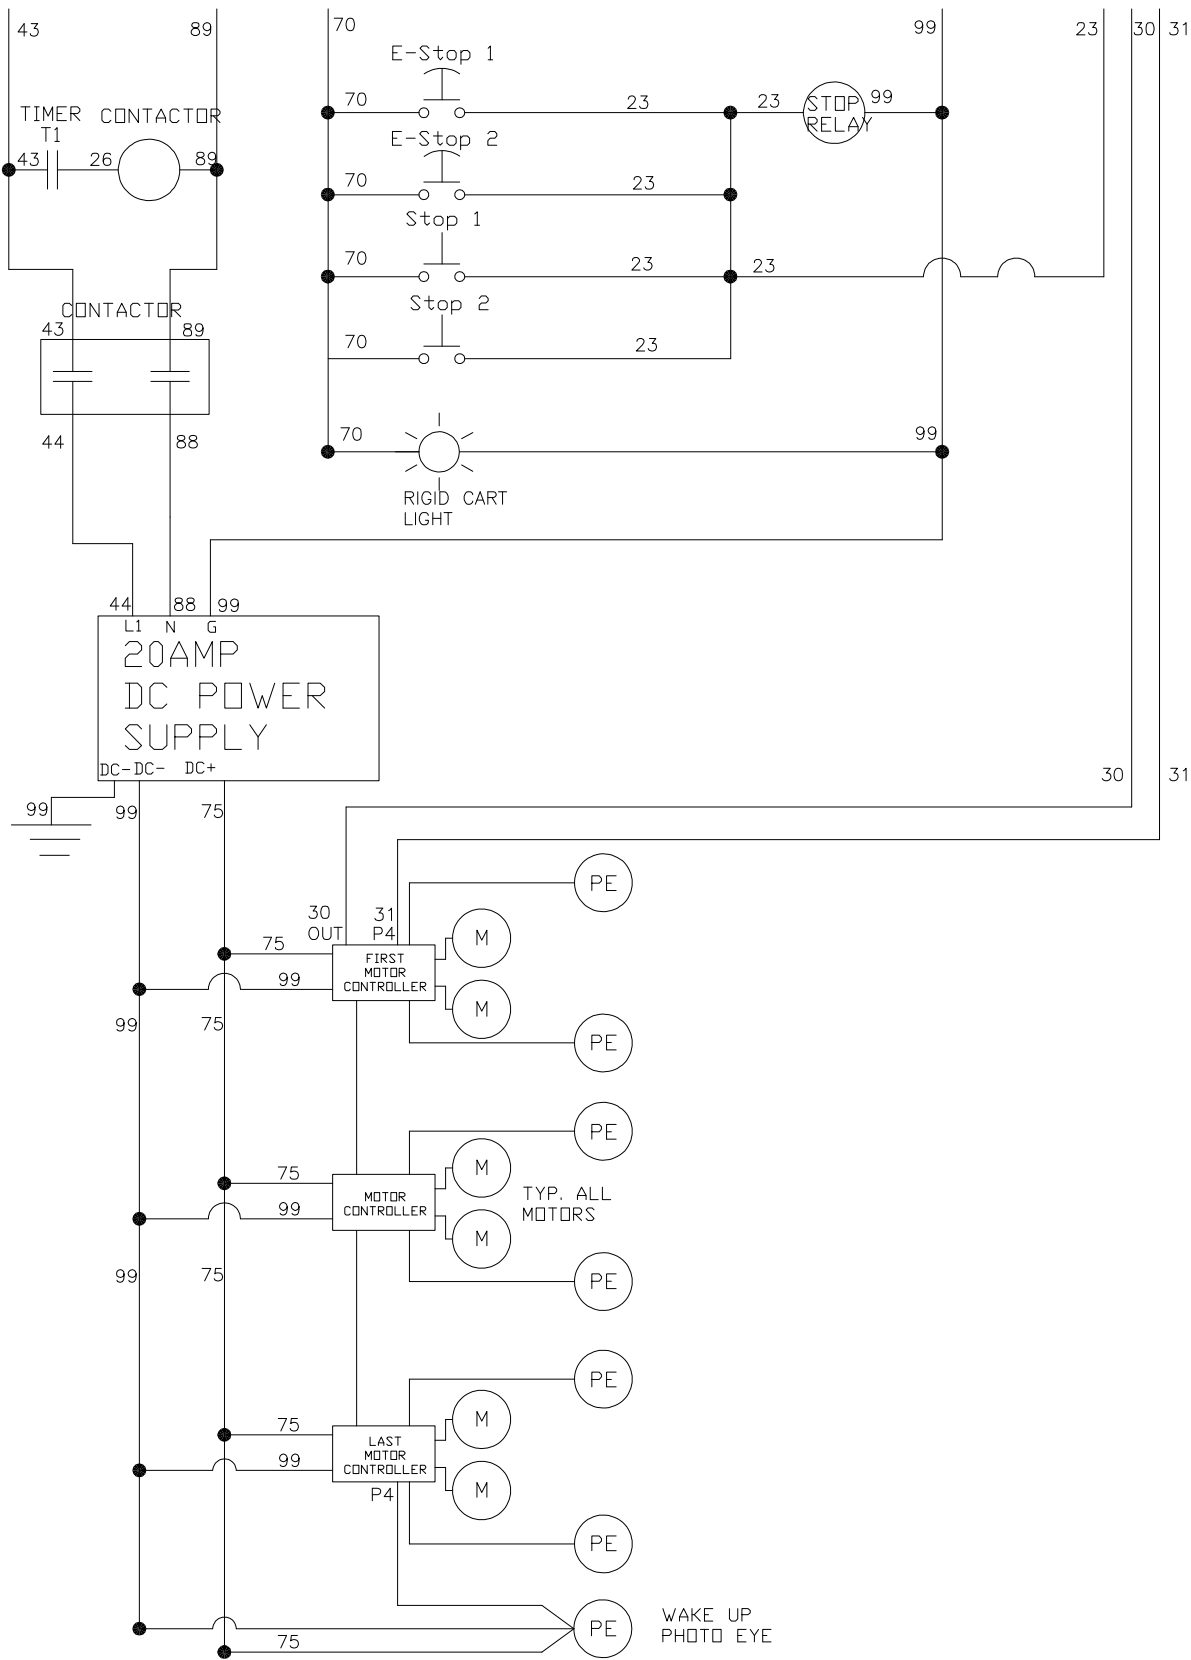 43
89
70
99
23
30
31
E-Stop 1
70
23
23
STOP
RELAY
99
TIMER
T1
CONTACTOR
43
26
89
E-Stop 2
70
23
Stop 1
70
23
23
CONTACTOR
43
89
Stop 2
70
23
44
88
70
99
RIGID CART
LIGHT
44
88
99
L1
N
G
20AMP
DC POWER
SUPPLY
DC-
DC-
DC+
30
31
99
99
75
PE
30
OUT
31
P4
75
FIRST
MOTOR
CONTROLLER
M
99
M
99
75
PE
PE
75
MOTOR
CONTROLLER
M
TYP. ALL
MOTORS
99
M
99
75
PE
PE
75
LAST
MOTOR
CONTROLLER
M
99
M
P4
PE
PE
WAKE UP
PHOTO EYE
75